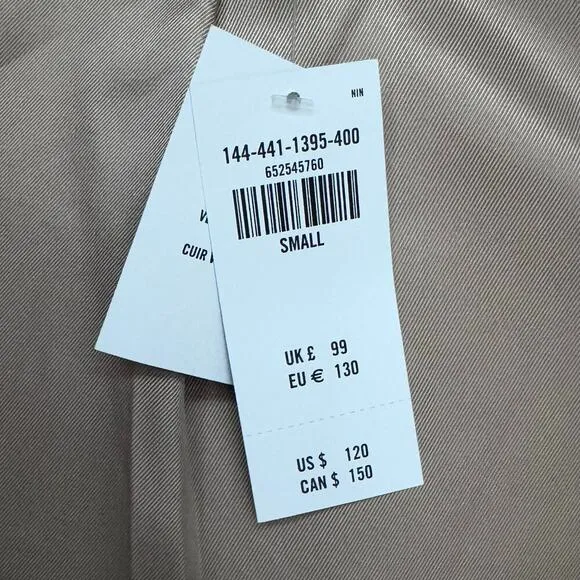 NIN
144-441-1395-400
652545760
SMALL
CUIR
UK £ 99
EU € 130
US $ 120
CAN $ 150